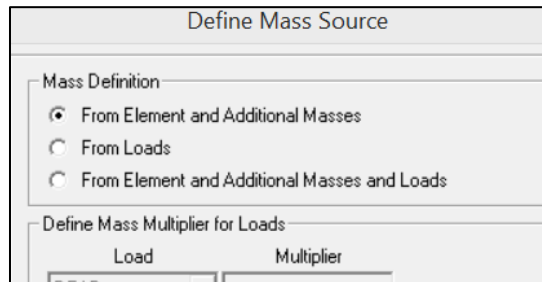 Define Mass Source
Mass Definition
From Element and Additional Masses
From Loads
From Element and Additional Masses and Loads
Define Mass Multiplier for Loads
Load Multiplier